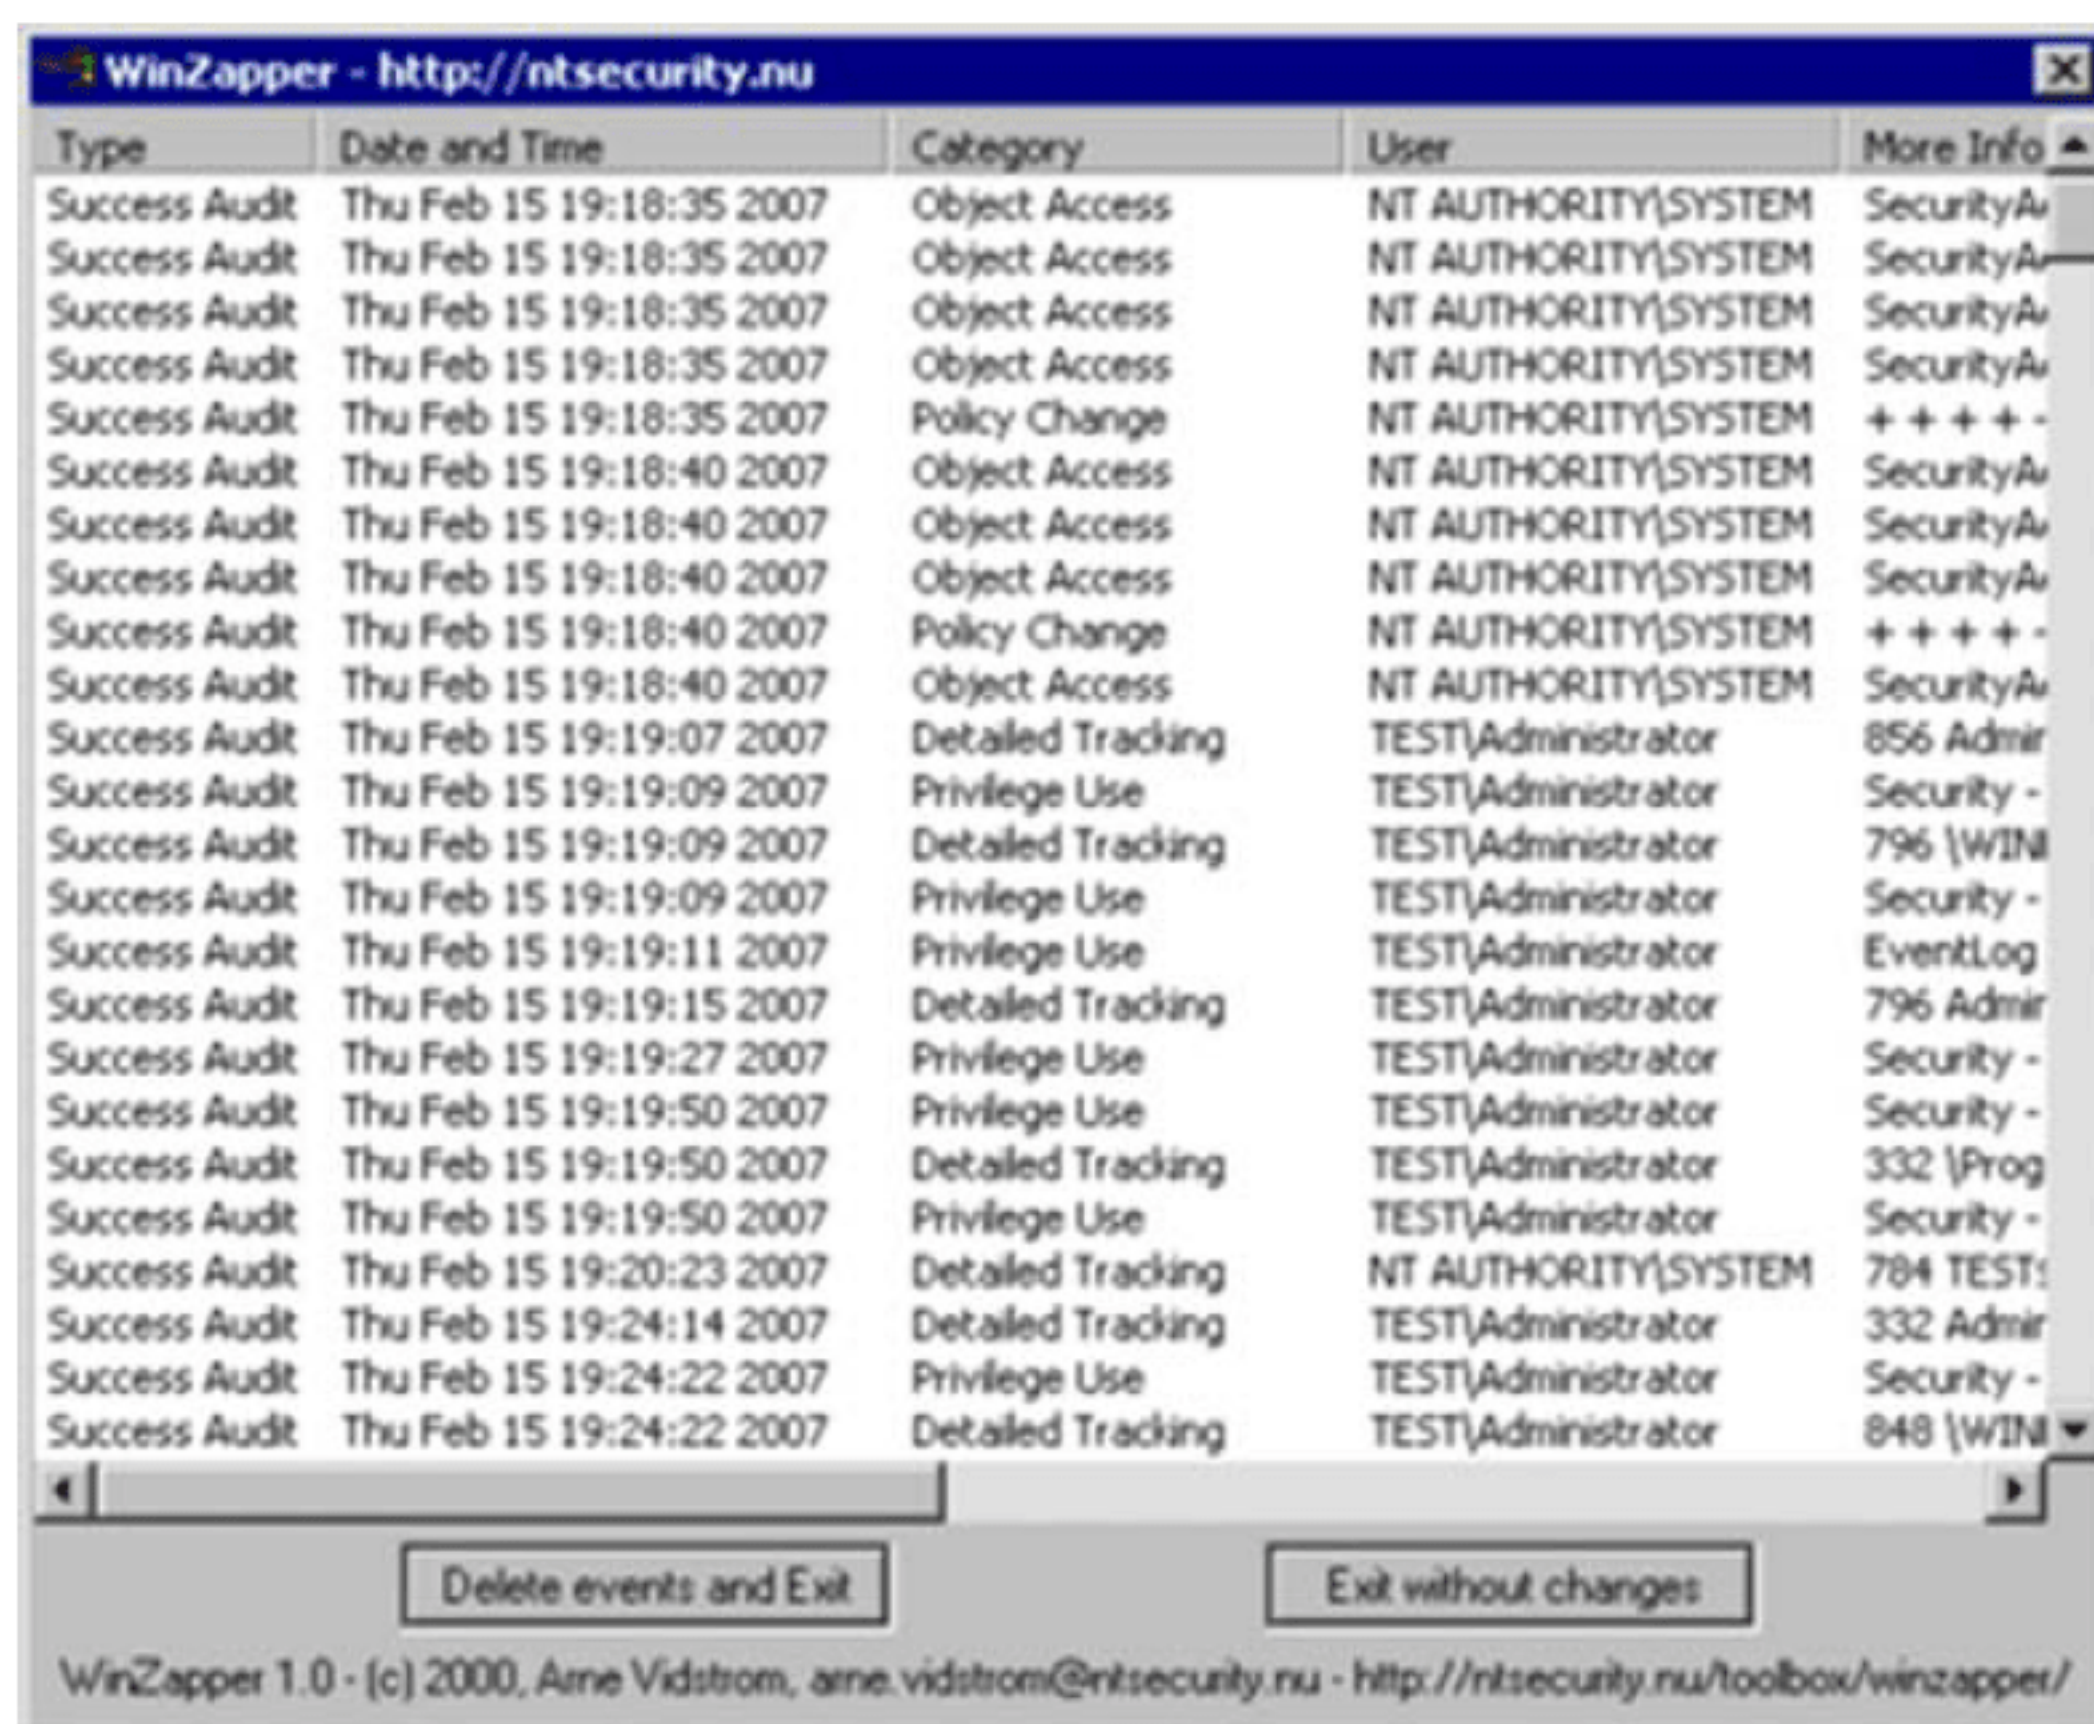 WinZapper - http://ntsecurity.nu
Type Date and Time Category User More Info
Success Audit Thu Feb 15 19:18:35 2007 Object Access NT AUTHORITY\SYSTEM SecurityA
Success Audit Thu Feb 15 19:18:35 2007 Object Access NT AUTHORITY\SYSTEM SecurityA
Success Audit Thu Feb 15 19:18:35 2007 Object Access NT AUTHORITY\SYSTEM SecurityA
Success Audit Thu Feb 15 19:18:35 2007 Object Access NT AUTHORITY\SYSTEM SecurityA
Success Audit Thu Feb 15 19:18:35 2007 Policy Change NT AUTHORITY\SYSTEM + + + + -
Success Audit Thu Feb 15 19:18:40 2007 Object Access NT AUTHORITY\SYSTEM SecurityA
Success Audit Thu Feb 15 19:18:40 2007 Object Access NT AUTHORITY\SYSTEM SecurityA
Success Audit Thu Feb 15 19:18:40 2007 Object Access NT AUTHORITY\SYSTEM SecurityA
Success Audit Thu Feb 15 19:18:40 2007 Policy Change NT AUTHORITY\SYSTEM + + + + -
Success Audit Thu Feb 15 19:18:40 2007 Object Access NT AUTHORITY\SYSTEM SecurityA
Success Audit Thu Feb 15 19:19:07 2007 Detailed Tracking TEST\Administrator 856 Admir
Success Audit Thu Feb 15 19:19:09 2007 Privilege Use TEST\Administrator Security -
Success Audit Thu Feb 15 19:19:09 2007 Detailed Tracking TEST\Administrator 796 \WIN
Success Audit Thu Feb 15 19:19:09 2007 Privilege Use TEST\Administrator Security -
Success Audit Thu Feb 15 19:19:11 2007 Privilege Use TEST\Administrator EventLog
Success Audit Thu Feb 15 19:19:15 2007 Detailed Tracking TEST\Administrator 796 Admir
Success Audit Thu Feb 15 19:19:27 2007 Privilege Use TEST\Administrator Security -
Success Audit Thu Feb 15 19:19:50 2007 Privilege Use TEST\Administrator Security -
Success Audit Thu Feb 15 19:19:50 2007 Detailed Tracking TEST\Administrator 332 \Prog
Success Audit Thu Feb 15 19:19:50 2007 Privilege Use TEST\Administrator Security -
Success Audit Thu Feb 15 19:20:23 2007 Detailed Tracking NT AUTHORITY\SYSTEM 784 TEST
Success Audit Thu Feb 15 19:24:14 2007 Detailed Tracking TEST\Administrator 332 Admir
Success Audit Thu Feb 15 19:24:22 2007 Privilege Use TEST\Administrator Security -
Success Audit Thu Feb 15 19:24:22 2007 Detailed Tracking TEST\Administrator 848 \WIN
Delete events and Exit Exit without changes
WinZapper 1.0 - (c) 2000, Arne Vidstrom, arne.vidstrom@ntsecurity.nu - http://ntsecurity.nu/toolbox/winzapper/